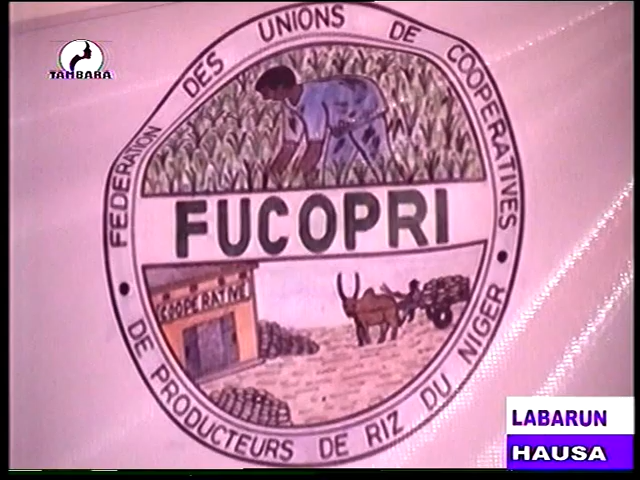 TAMBARA
FEDERATION DES UNIONS DE COOPERATIVES
FUCOPRI
COOPERATIVE
DE PRODUCTEURS DE RIZ DU NIGER
LABARUN
HAUSA